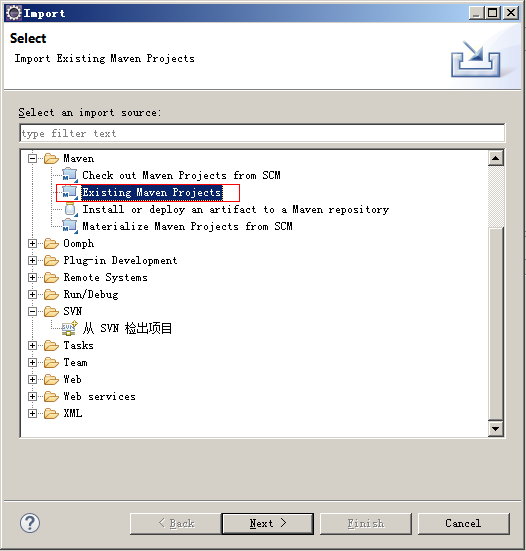 Import
Select
Import Existing Maven Projects
Select an import source:
type filter text
Maven
Check out Maven Projects from SCM
Existing Maven Projects
Install or deploy an artifact to a Maven repository
Materialize Maven Projects from SCM
Oomph
Plug-in Development
Remote Systems
Run/Debug
SVN
SVN 从 SVN 检出项目
Tasks
Team
Web
Web services
XML
? < Back Next > Finish Cancel